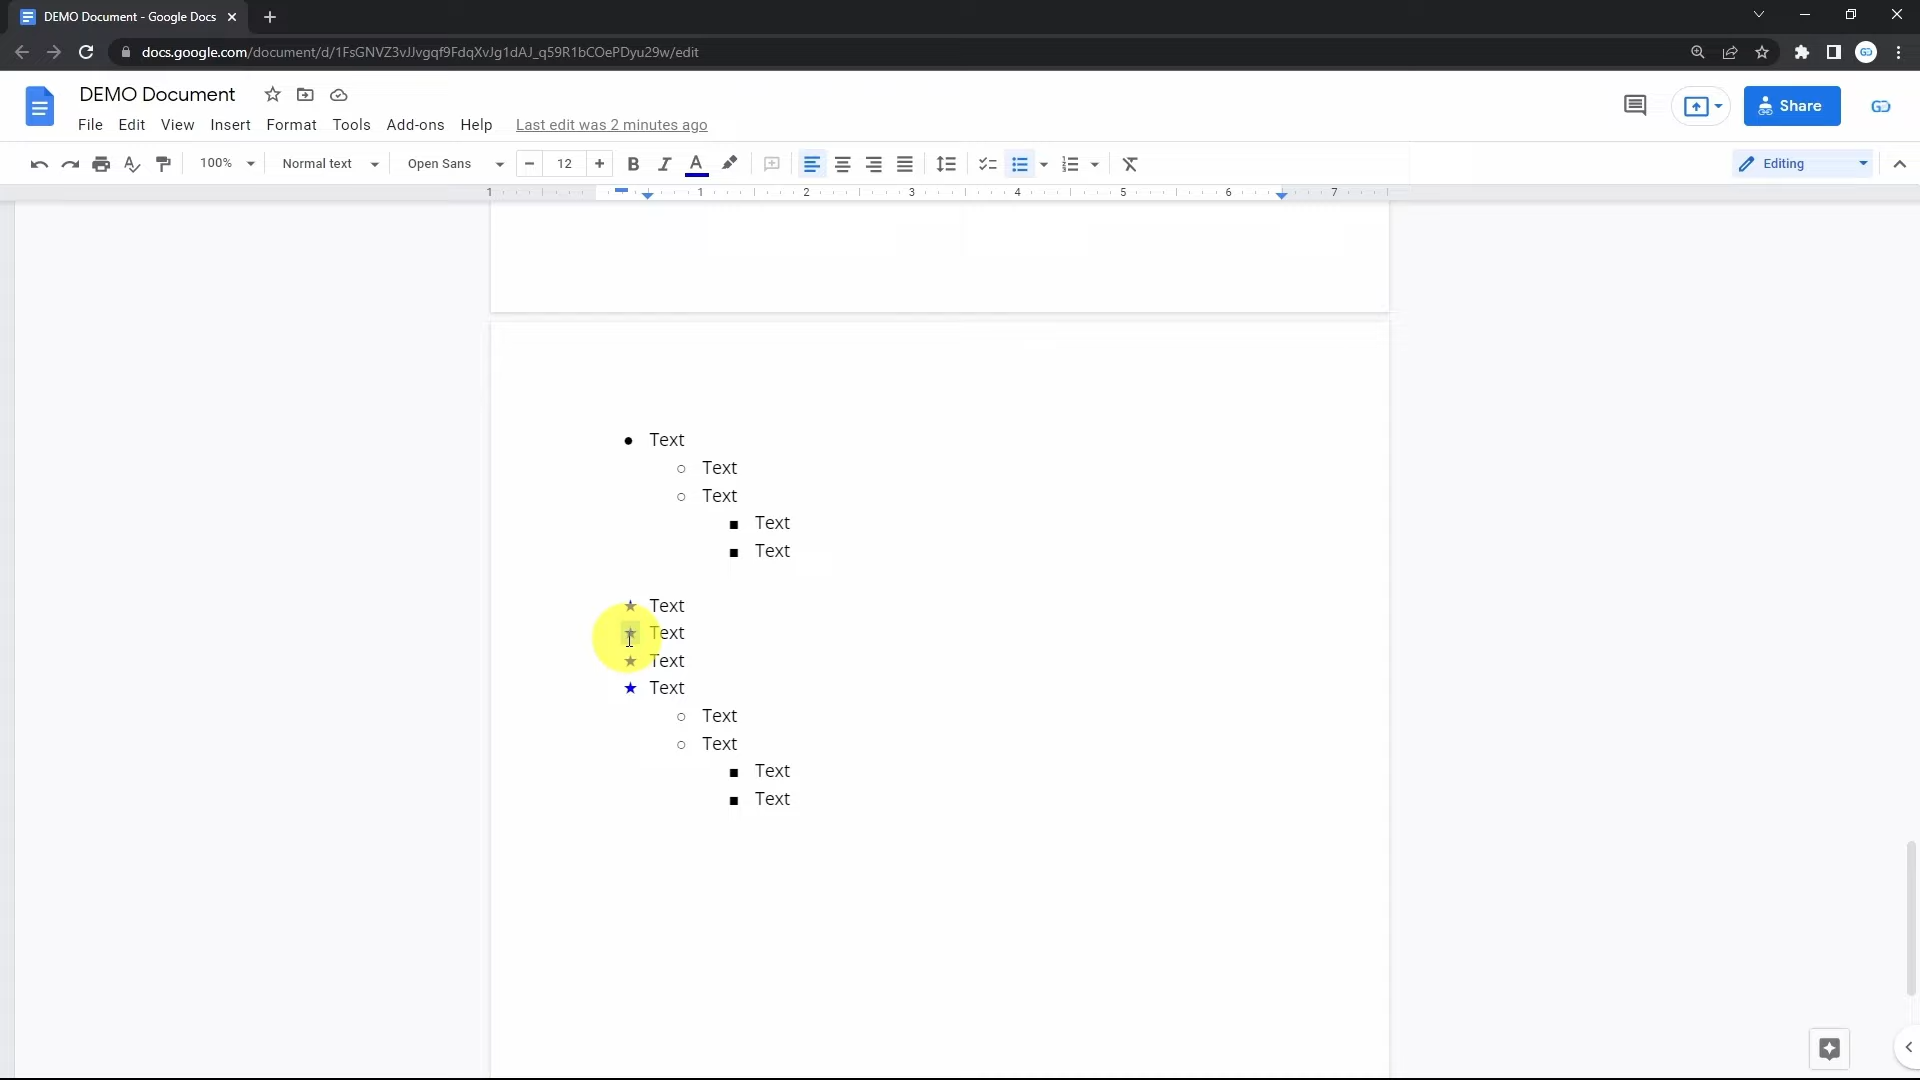 DEMO Document - Google Docs
docs.google.com/document/d/1FsGNVZ3vJJvgqf9FdqXvJg1dAJ_q59R1bCOePDyu29w/edit
DEMO Document
Share
File Edit View Insert Format Tools Add-ons Help Last edit was 2 minutes ago
100% Normal text Open Sans 12 B I A Editing
1 1 2 3 4 5 6 7
● Text
○ Text
○ Text
■ Text
■ Text
★ Text
★ Text
★ Text
★ Text
○ Text
○ Text
■ Text
■ Text